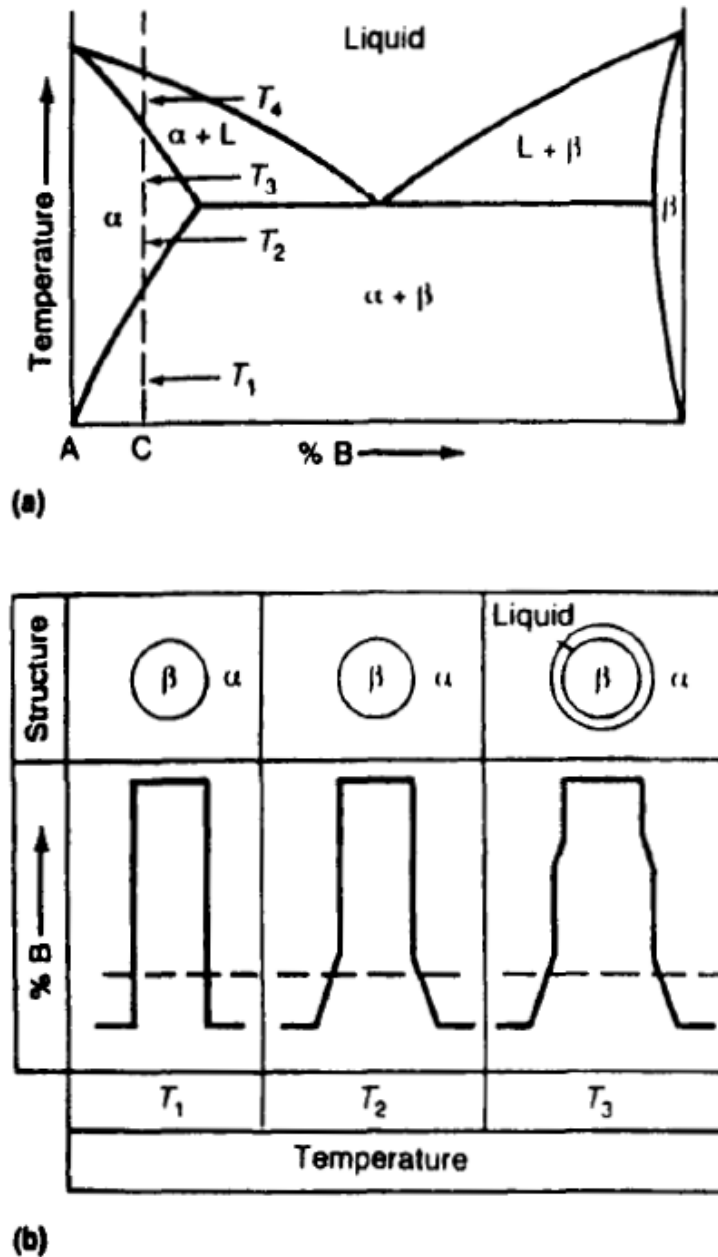 Liquid
T4
α + L
L + β
T3
α
β
T2
α + β
T1
Temperature
A
C
% B
(a)
Structure
β
α
β
α
Liquid
β
α
% B
T1
T2
T3
Temperature
(b)